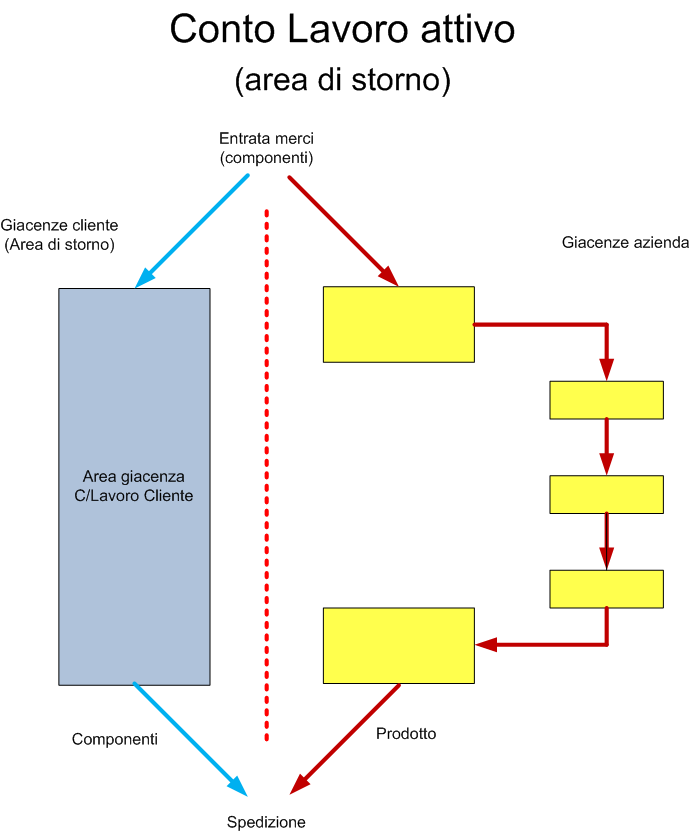 Conto Lavoro attivo
(area di storno)
Entrata merci
(componenti)
Giacenze cliente
(Area di storno)
Giacenze azienda
Area giacenza
C/Lavoro Cliente
Componenti
Prodotto
Spedizione